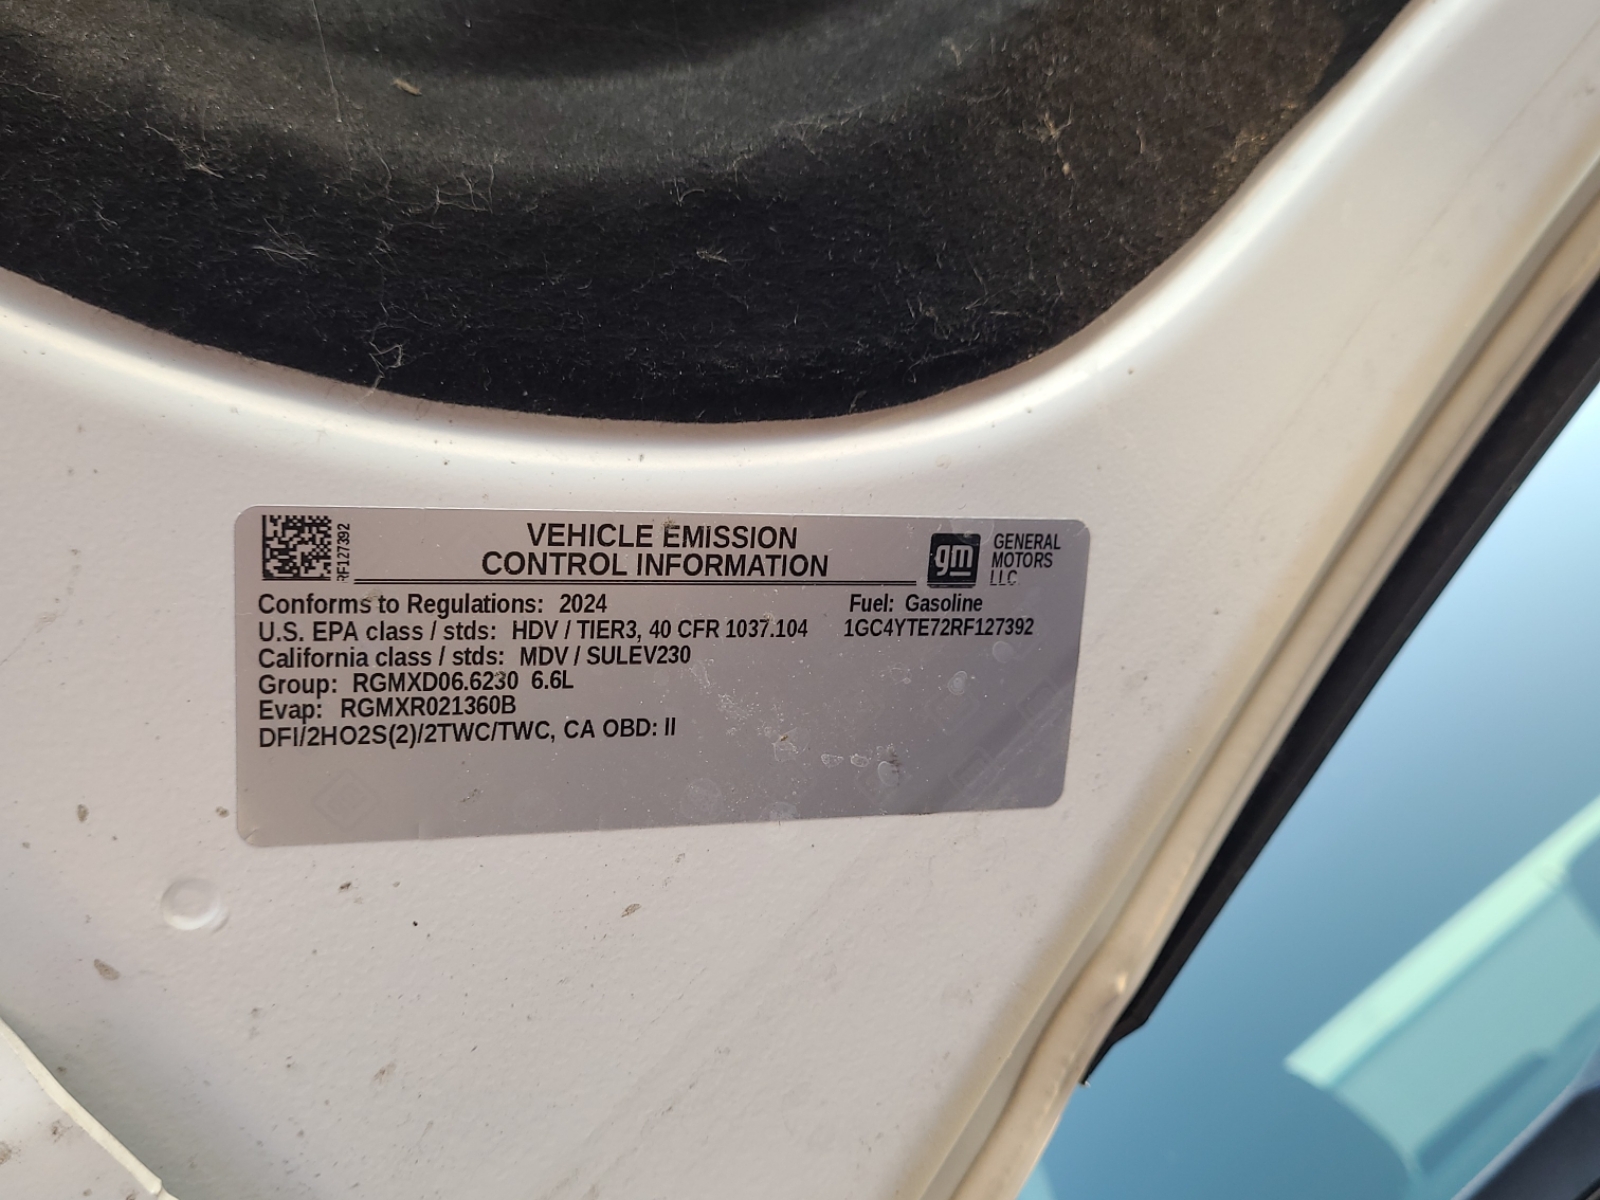 RF127392
VEHICLE EMISSION
CONTROL INFORMATION
gm
GENERAL
MOTORS
LLC.
Conforms to Regulations: 2024
Fuel: Gasoline
U.S. EPA class / stds: HDV / TIER3, 40 CFR 1037.104
1GC4YTE72RF127392
California class / stds: MDV / SULEV230
Group: RGMXD06.6230 6.6L
Evap: RGMXR021360B
DFI/2HO2S(2)/2TWC/TWC, CA OBD: II